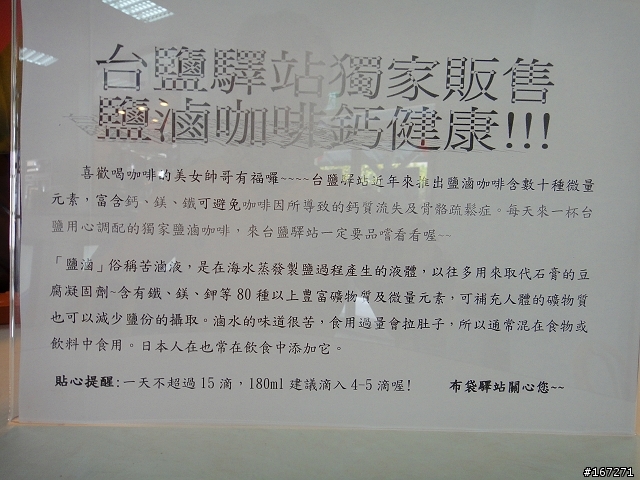 台鹽驛站獨家販售
鹽滷咖啡鈣健康!!!
喜歡喝咖啡的美女帥哥有福囉~~~~台鹽驛站近年來推出鹽滷咖啡含數十種微量
元素，富含鈣、鎂、鐵可避免咖啡因所導致的鈣質流失及骨骼疏鬆症。每天來一杯台
鹽用心調配的獨家鹽滷咖啡，來台鹽驛站一定要品嚐看看喔~~
「鹽滷」俗稱苦滷液，是在海水蒸發製鹽過程產生的液體，以往多用來取代石膏的豆
腐凝固劑~含有鐵、鎂、鉀等 80 種以上豐富礦物質及微量元素，可補充人體的礦物質
也可以減少鹽份的攝取。滷水的味道很苦，食用過量會拉肚子，所以通常混在食物或
飲料中食用。日本人在也常在飲食中添加它。
貼心提醒:一天不超過 15 滴，180ml 建議滴入 4-5 滴喔! 布袋驛站關心您~~
#167271